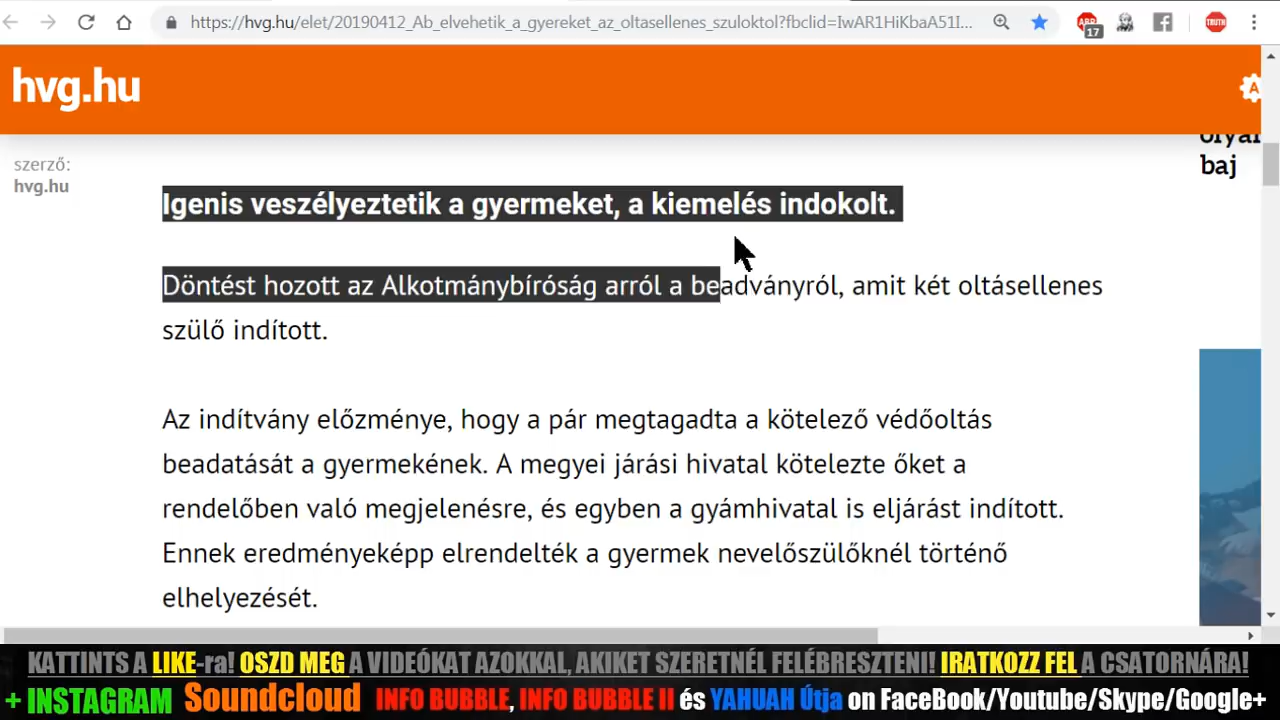 https://hvg.hu/elet/20190412_Ab_elvehetik_a_gyereket_az_oltasellenes_szuloktol?fbclid=IwAR1HiKbaA51I...
ABP
17
TRUTH
hvg.hu
A
szerző:
hvg.hu
olyan
baj
Igenis veszélyeztetik a gyermeket, a kiemelés indokolt.
Döntést hozott az Alkotmánybíróság arról a beadványról, amit két oltásellenes
szülő indított.
Az indítvány előzménye, hogy a pár megtagadta a kötelező védőoltás
beadatását a gyermekének. A megyei járási hivatal kötelezte őket a
rendelőben való megjelenésre, és egyben a gyámhivatal is eljárást indított.
Ennek eredményeképp elrendelték a gyermek nevelőszülőknél történő
elhelyezését.
KATTINTS A LIKE-ra! OSZD MEG A VIDEÓKAT AZOKKAL, AKIKET SZERETNÉL FELÉBRESZTENI! IRATKOZZ FEL A CSATORNÁRA!
+ INSTAGRAM Soundcloud INFO BUBBLE, INFO BUBBLE II és YAHUAH Útja on FaceBook/Youtube/Skype/Google+